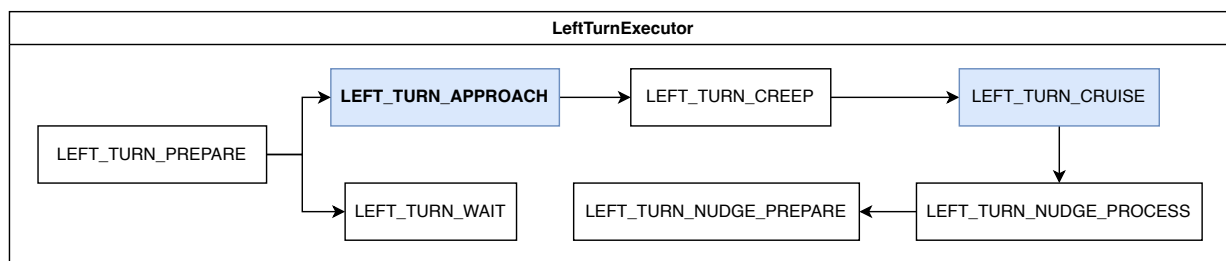 LeftTurnExecutor
LEFT_TURN_APPROACH
LEFT_TURN_CREEP
LEFT_TURN_CRUISE
LEFT_TURN_PREPARE
LEFT_TURN_WAIT
LEFT_TURN_NUDGE_PREPARE
LEFT_TURN_NUDGE_PROCESS